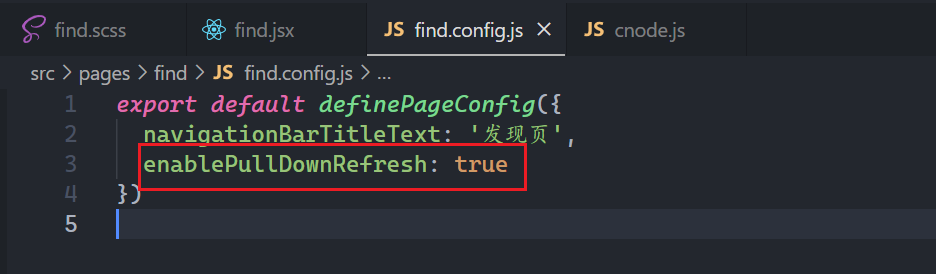 find.scss find.jsx JS find.config.js JS cnode.js
src > pages > find > JS find.config.js > ...
1 export default definePageConfig({
2 navigationBarTitleText: '发现页',
3 enablePullDownRefresh: true
4 })
5